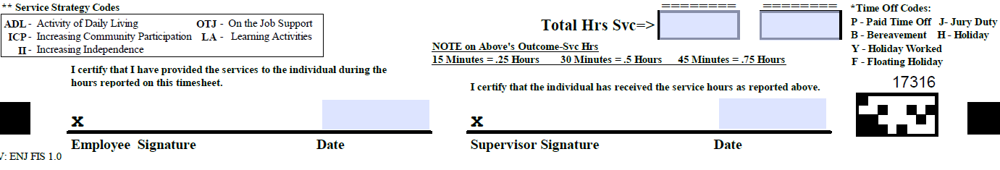 ** Service Strategy Codes
ADL - Activity of Daily Living OTJ - On the Job Support
ICP - Increasing Community Participation LA - Learning Activities
II - Increasing Independence
======== ========
Total Hrs Svc=>
NOTE on Above's Outcome-Svc Hrs
15 Minutes = .25 Hours 30 Minutes = .5 Hours 45 Minutes = .75 Hours
*Time Off Codes:
P - Paid Time Off J- Jury Duty
B - Bereavement H - Holiday
Y - Holiday Worked
F - Floating Holiday
17316
I certify that I have provided the services to the individual during the
hours reported on this timesheet.
I certify that the individual has received the service hours as reported above.
X
Employee Signature Date
X
Supervisor Signature Date
V: ENJ FIS 1.0